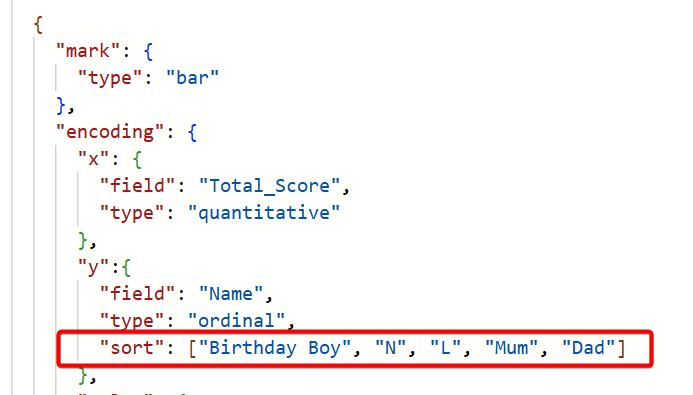 {
"mark": {
"type": "bar"
},
"encoding": {
"x": {
"field": "Total_Score",
"type": "quantitative"
},
"y":{
"field": "Name",
"type": "ordinal",
"sort": ["Birthday Boy", "N", "L", "Mum", "Dad"]
},